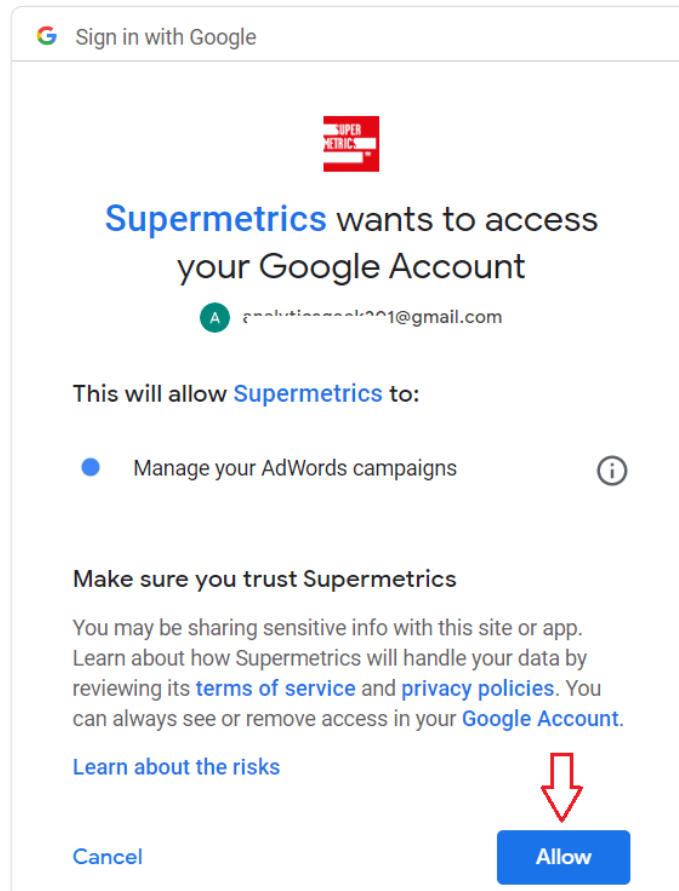 Sign in with Google
SUPER
METRICS
Supermetrics wants to access
your Google Account
A
1@gmail.com
This will allow Supermetrics to:
Manage your AdWords campaigns
Make sure you trust Supermetrics
You may be sharing sensitive info with this site or app.
Learn about how Supermetrics will handle your data by
reviewing its terms of service and privacy policies. You
can always see or remove access in your Google Account.
Learn about the risks
Cancel
Allow